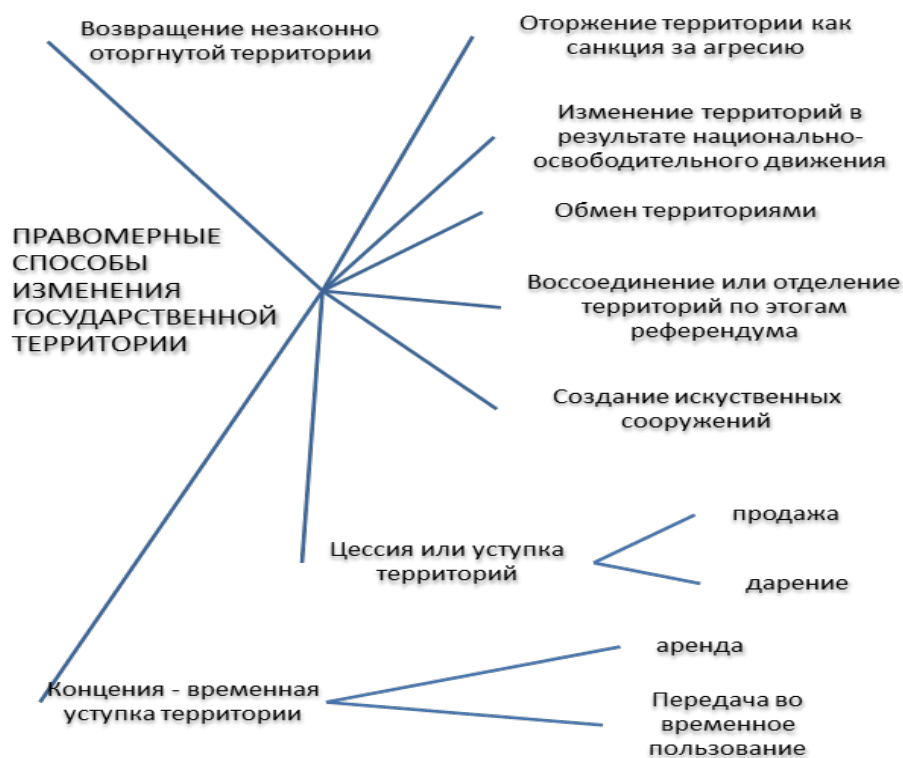 Возвращение незаконно
оторгнутой территории
Оторжение территории как
санкция за агресию
Изменение территорий в
результате национально-
освободительного движения
Обмен территориями
ПРАВОМЕРНЫЕ
СПОСОБЫ
ИЗМЕНЕНИЯ
ГОСУДАРСТВЕННОЙ
ТЕРРИТОРИИ
Воссоединение или отделение
территорий по этогам
референдума
Создание искуственных
сооружений
Цессия или уступка
территорий
продажа
дарение
Концения - временная
уступка территории
аренда
Передача во
временное
пользование